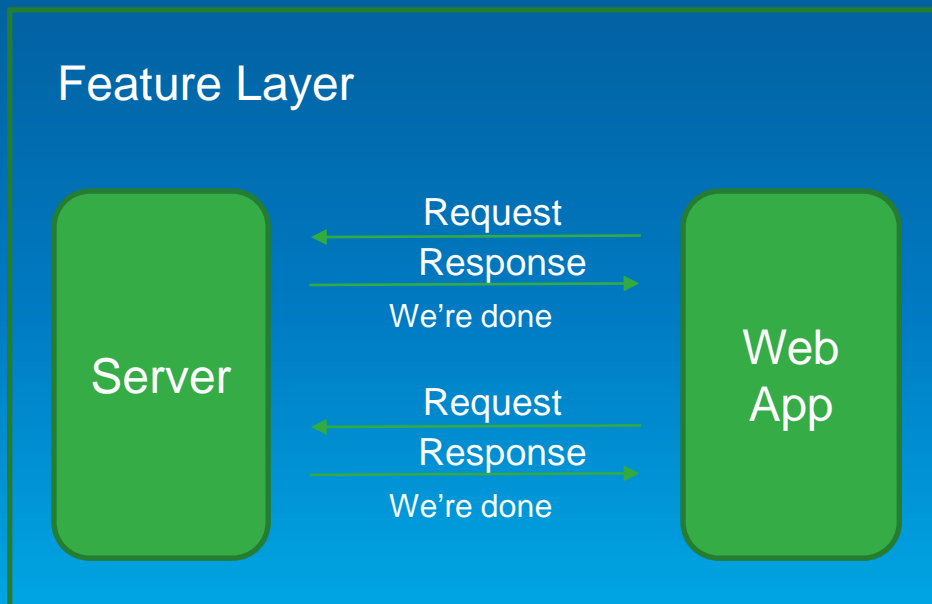 Feature Layer
Request
Response
We’re done
Server
Web
App
Request
Response
We’re done